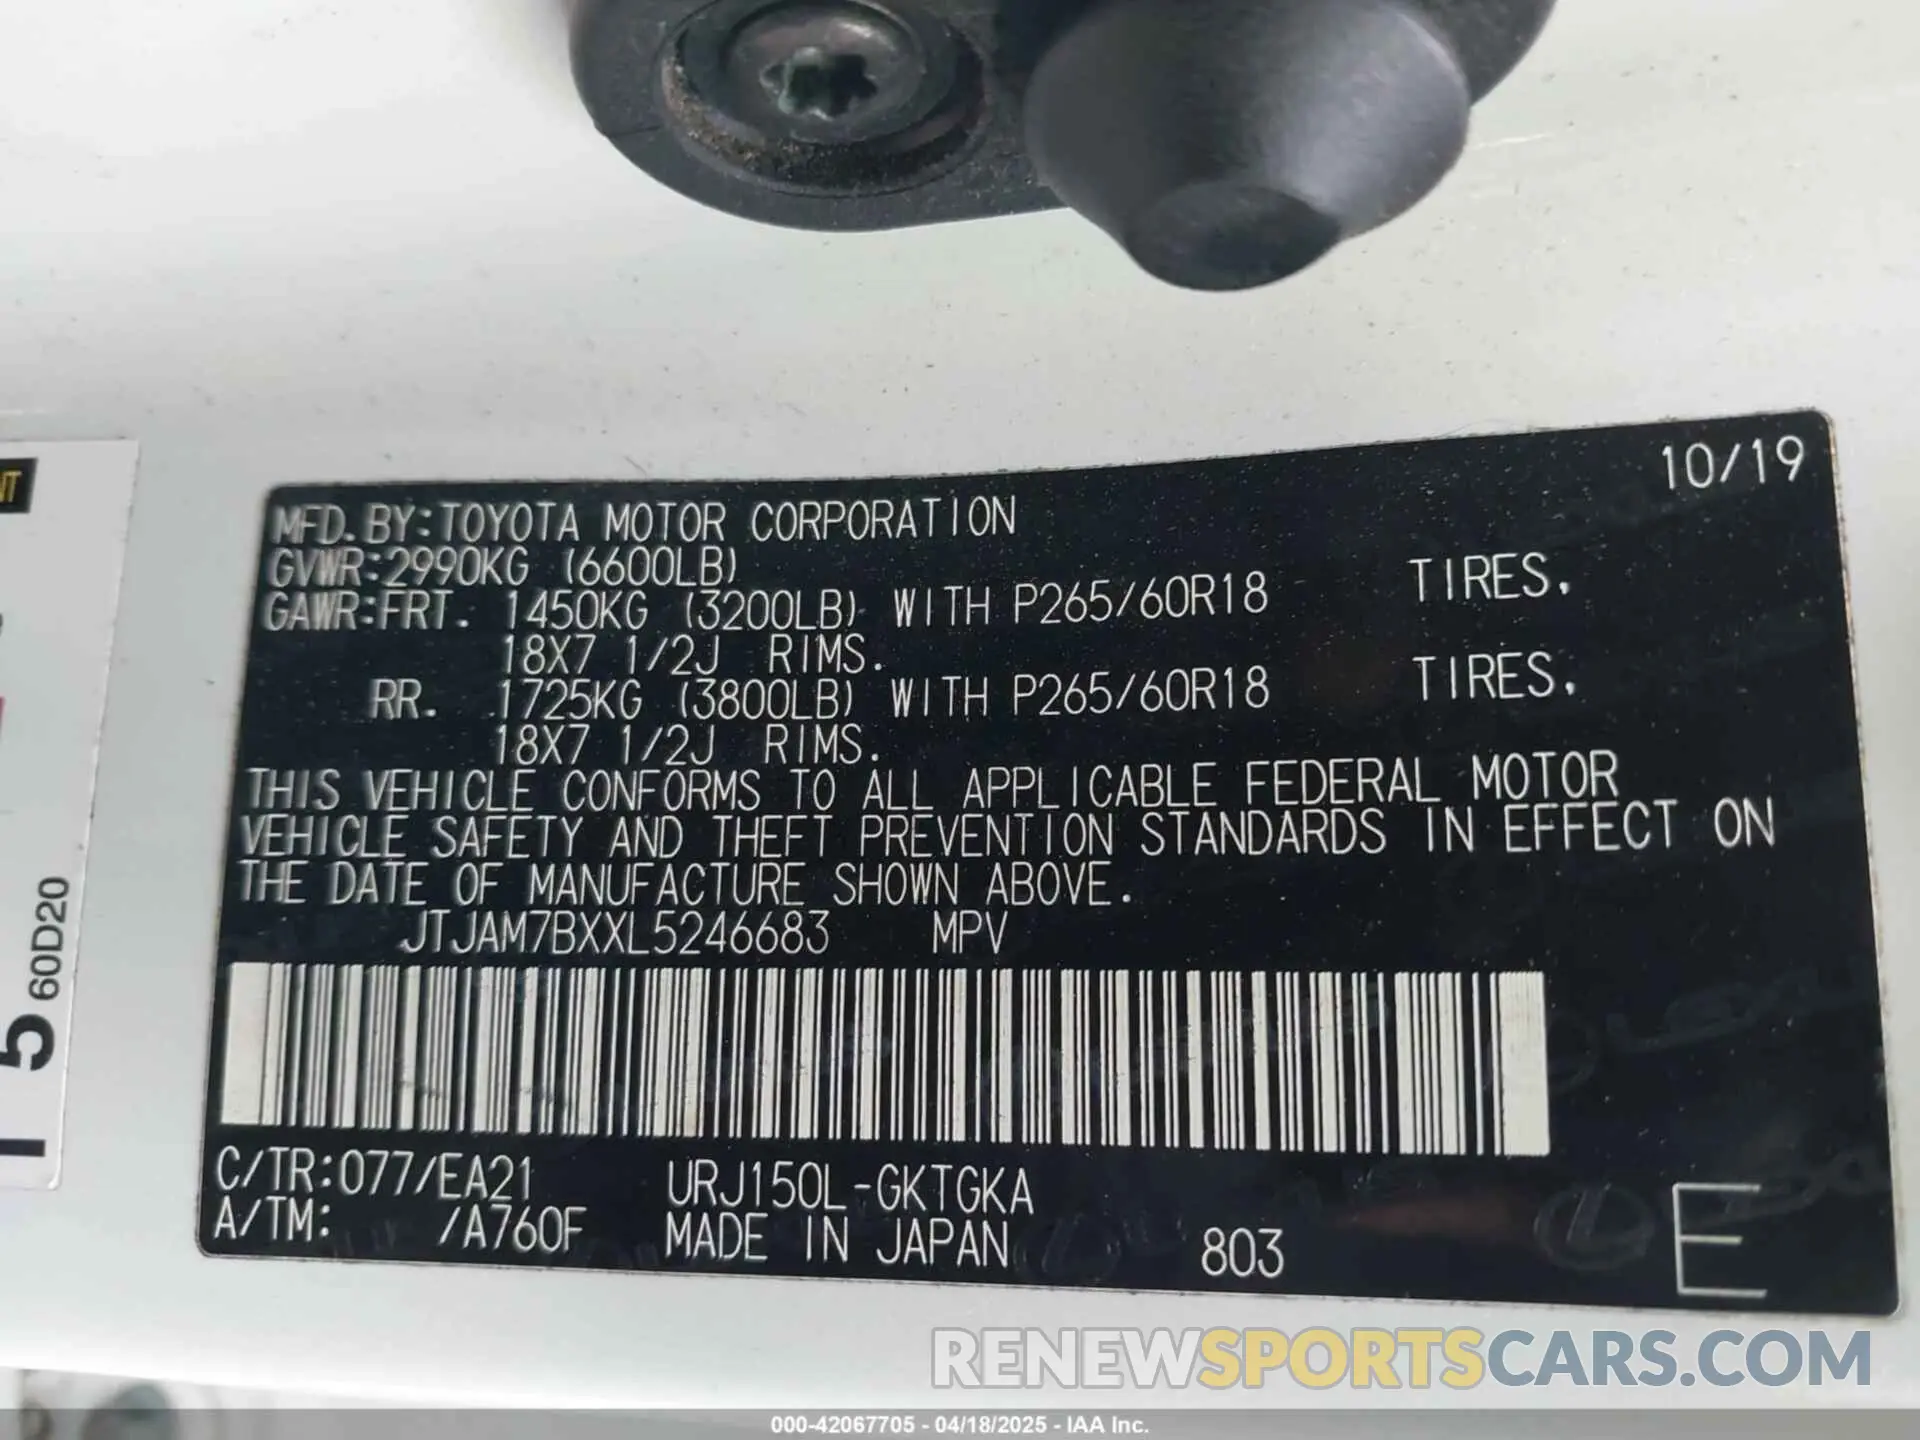 10/19
MFD. BY:TOYOTA MOTOR CORPORATION
GVWR:2990KG (6600LB)
GAWR:FRT. 1450KG (3200LB) WITH P265/60R18 TIRES,
18X7 1/2J RIMS.
RR. 1725KG (3800LB) WITH P265/60R18 TIRES,
18X7 1/2J RIMS.
THIS VEHICLE CONFORMS TO ALL APPLICABLE FEDERAL MOTOR
VEHICLE SAFETY AND THEFT PREVENTION STANDARDS IN EFFECT ON
THE DATE OF MANUFACTURE SHOWN ABOVE.
JTJAM7BXXL5246683 MPV
C/TR:077/EA21 URJ150L-GKTGKA
A/TM: /A760F MADE IN JAPAN 803 E
5
60D20
RENEWSPORTSCARS.COM
000-42067705 - 04/18/2025 - IAA Inc.